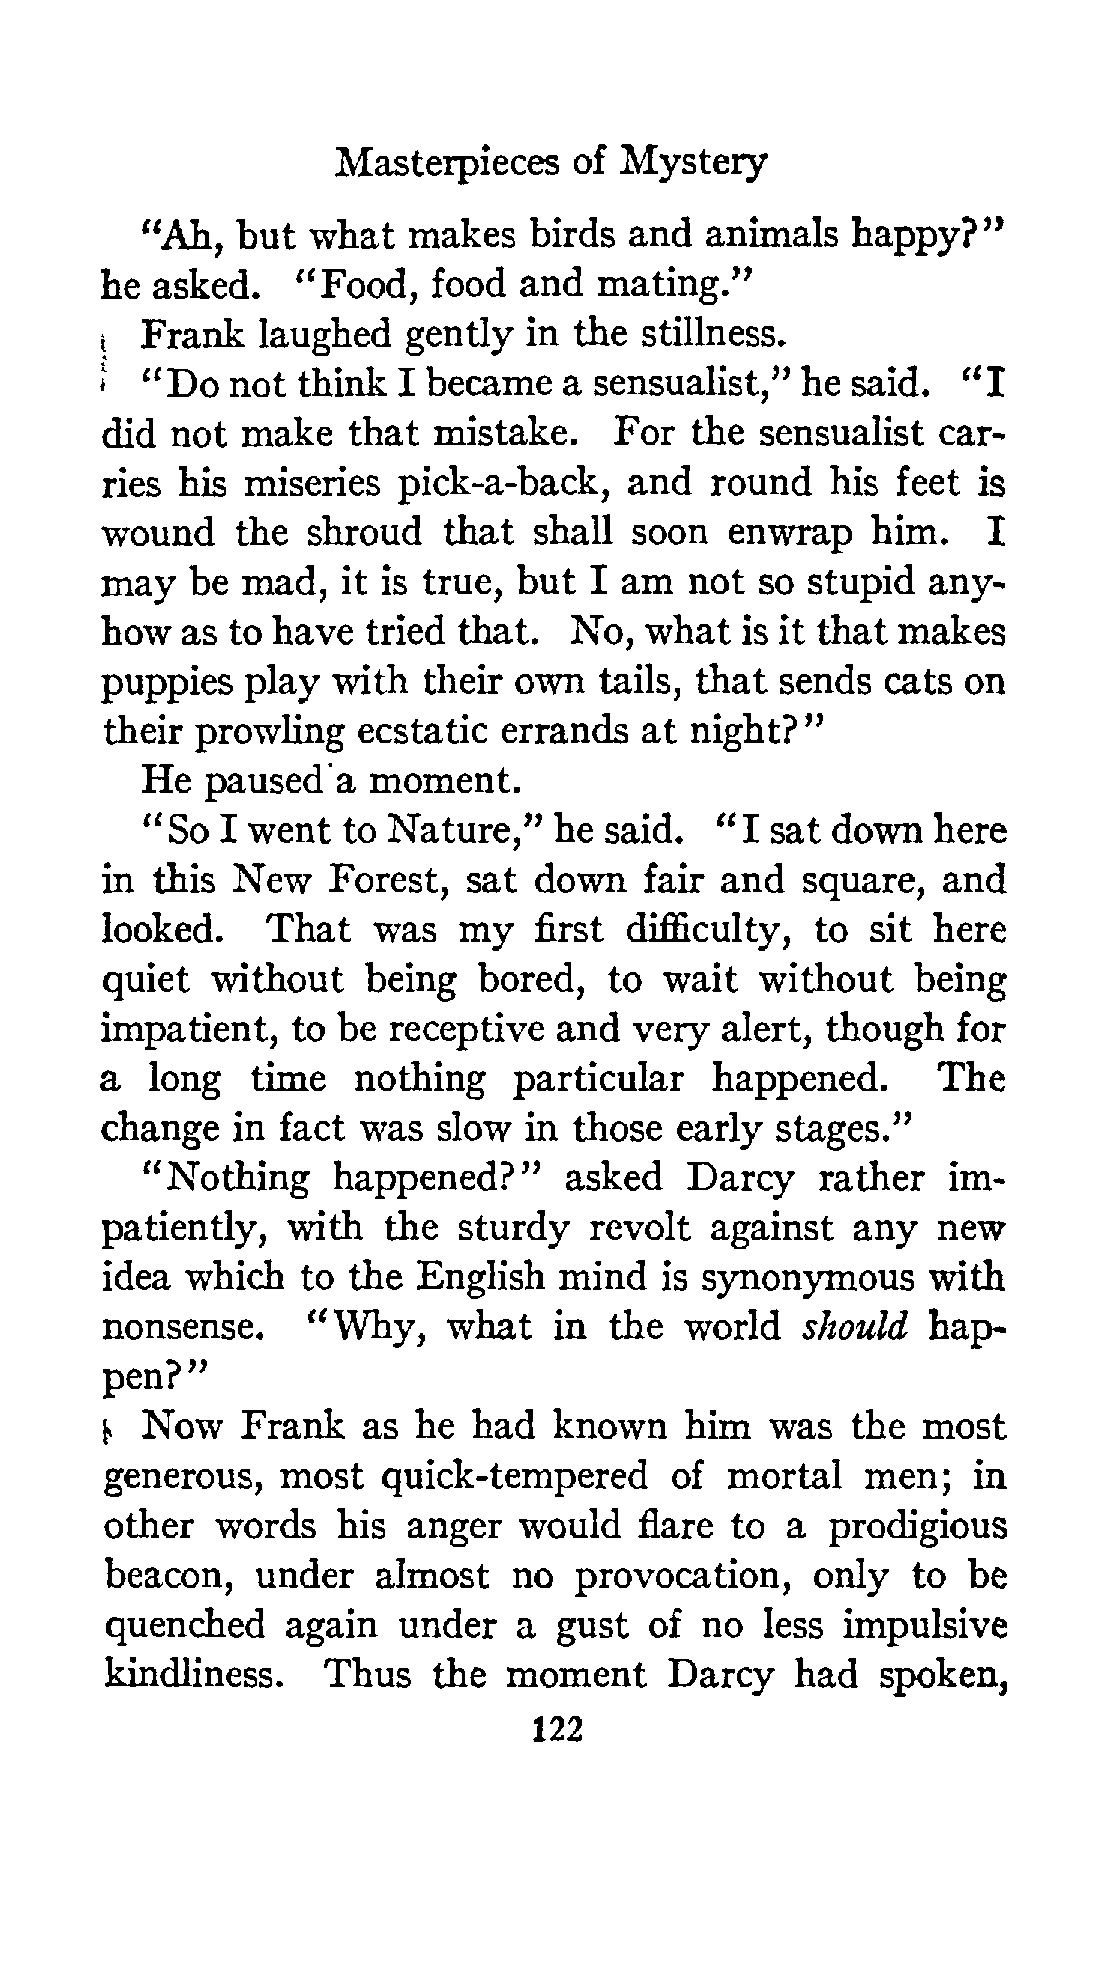 Masterpieces of Mystery
“Ah, but what makes birds and animals happy?”
he asked. “Food, food and mating.”
Frank laughed gently in the stillness.
“Do not think I became a sensualist,” he said. “I
did not make that mistake. For the sensualist car-
ries his miseries pick-a-back, and round his feet is
wound the shroud that shall soon enwrap him. I
may be mad, it is true, but I am not so stupid any-
how as to have tried that. No, what is it that makes
puppies play with their own tails, that sends cats on
their prowling ecstatic errands at night?”
He paused a moment.
“So I went to Nature,” he said. “I sat down here
in this New Forest, sat down fair and square, and
looked. That was my first difficulty, to sit here
quiet without being bored, to wait without being
impatient, to be receptive and very alert, though for
a long time nothing particular happened. The
change in fact was slow in those early stages.”
“Nothing happened?” asked Darcy rather im-
patiently, with the sturdy revolt against any new
idea which to the English mind is synonymous with
nonsense. “Why, what in the world should hap-
pen?”
Now Frank as he had known him was the most
generous, most quick-tempered of mortal men; in
other words his anger would flare to a prodigious
beacon, under almost no provocation, only to be
quenched again under a gust of no less impulsive
kindliness. Thus the moment Darcy had spoken,
122